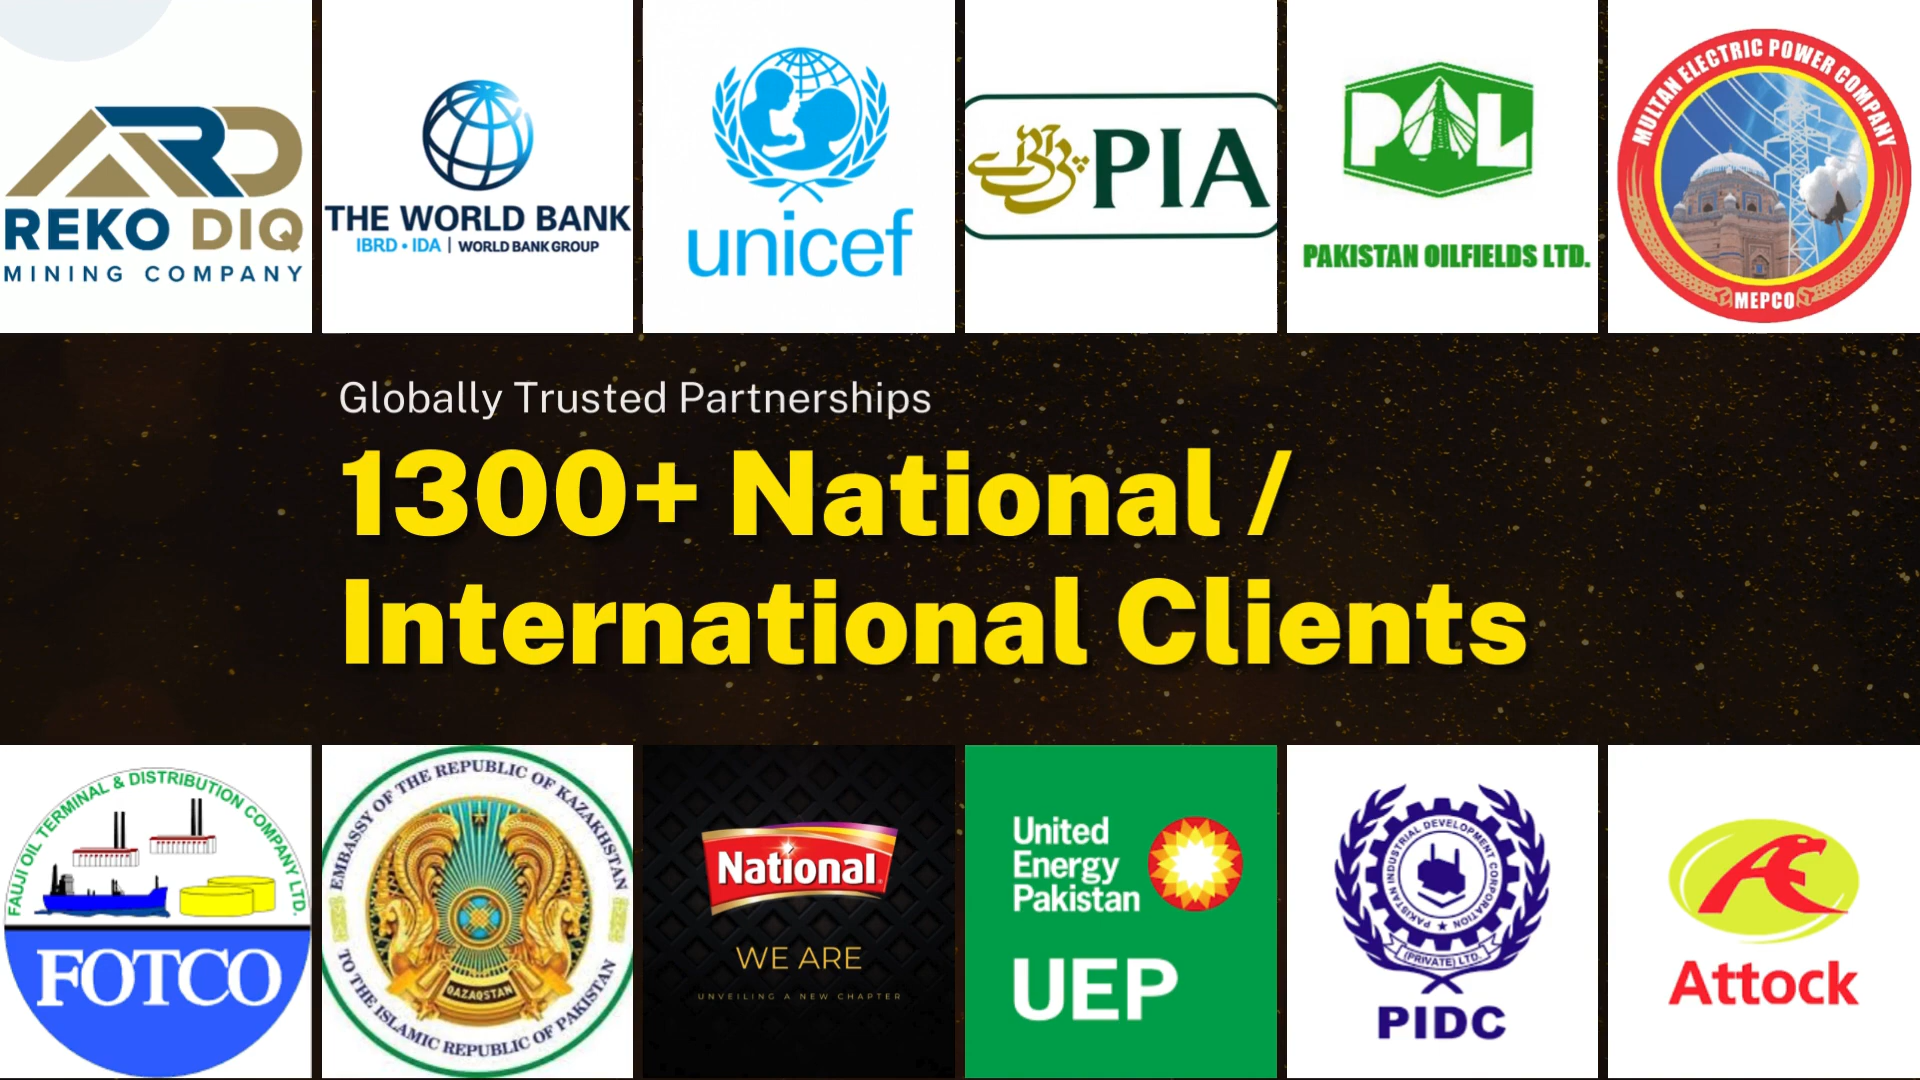 ARD
REKO DIQ
MINING COMPANY
THE WORLD BANK
IBRD • IDA | WORLD BANK GROUP
unicef
PIA
POL
PAKISTAN OILFIELDS LTD.
MULTAN ELECTRIC POWER COMPANY
MEPCO
Globally Trusted Partnerships
1300+ National /
International Clients
FAUJI OIL TERMINAL & DISTRIBUTION COMPANY LTD.
FOTCO
EMBASSY OF THE REPUBLIC OF KAZAKHSTAN
TO THE ISLAMIC REPUBLIC OF PAKISTAN
QAZAQSTAN
National
WE ARE
UNVEILING A NEW CHAPTER
United
Energy
Pakistan
UEP
PAKISTAN INDUSTRIAL DEVELOPMENT CORPORATION
(PRIVATE) LTD.
PIDC
Attock